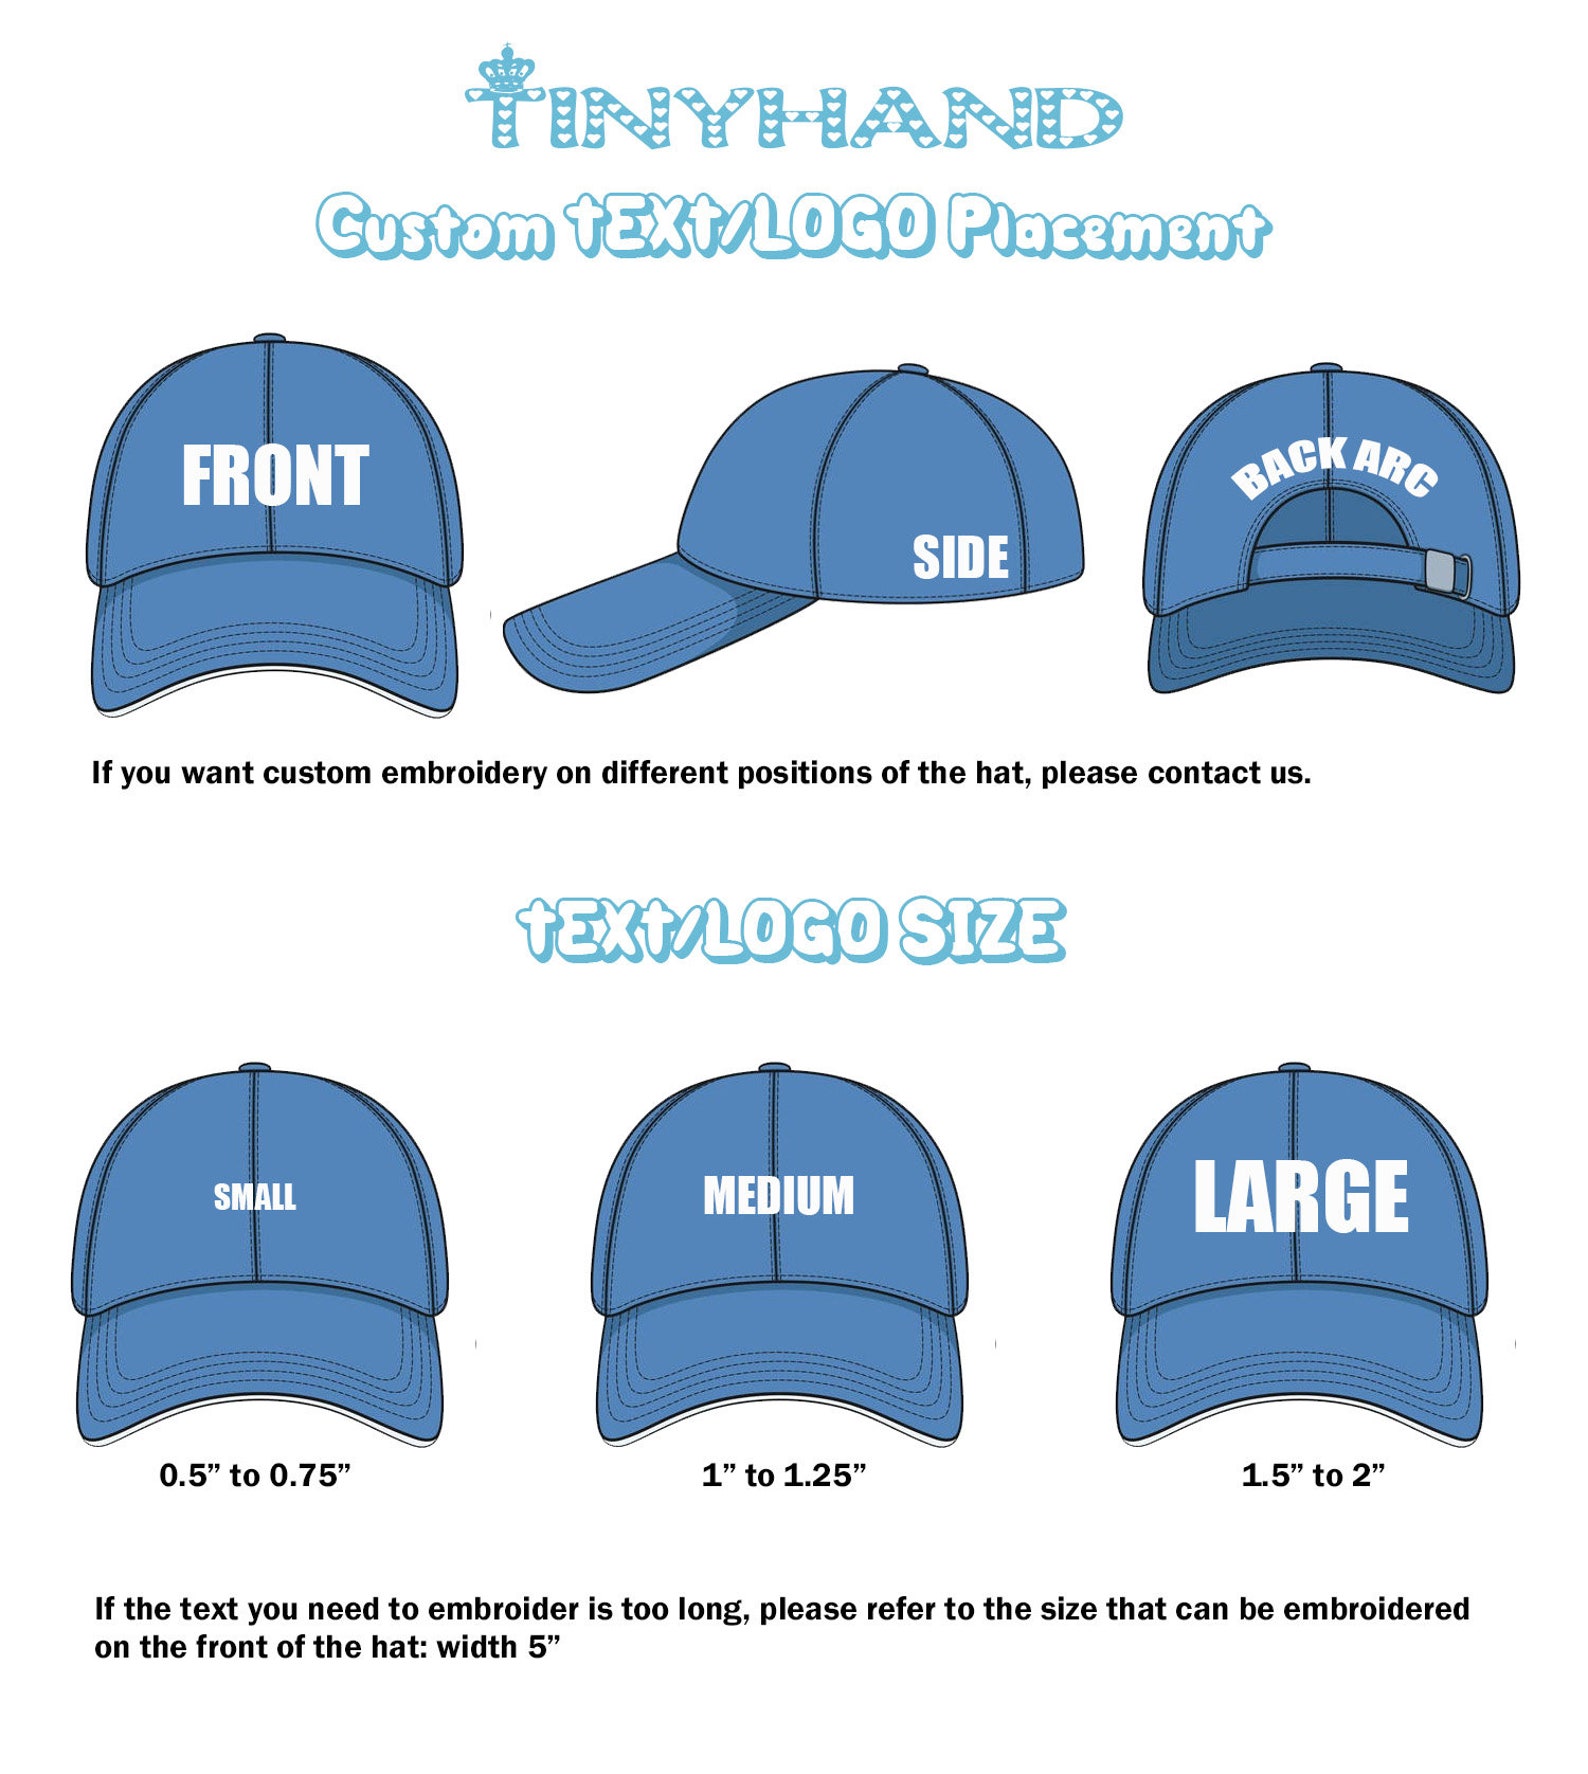 TINYHAND
Custom tEXt/LOGO Placement
FRONT
SIDE
BACK ARC
If you want custom embroidery on different positions of the hat, please contact us.
tEXt/LOGO SIZE
SMALL
MEDIUM
LARGE
0.5” to 0.75”
1” to 1.25”
1.5” to 2”
If the text you need to embroider is too long, please refer to the size that can be embroidered
on the front of the hat: width 5”